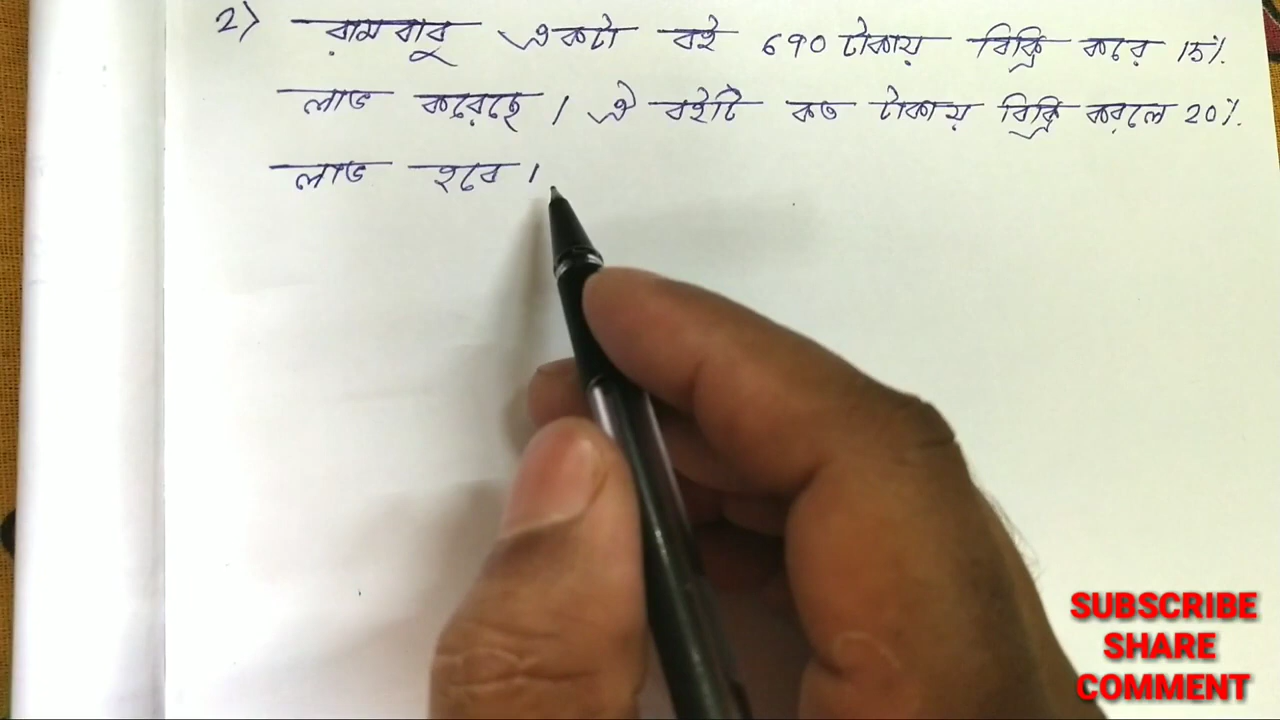 2) রামবাবু একটা বই 690 টাকায় বিক্রি করে 15%.
লাভ করেছে। ঐ বইটি কত টাকায় বিক্রি করলে 20%.
লাভ হবে।
SUBSCRIBE
SHARE
COMMENT